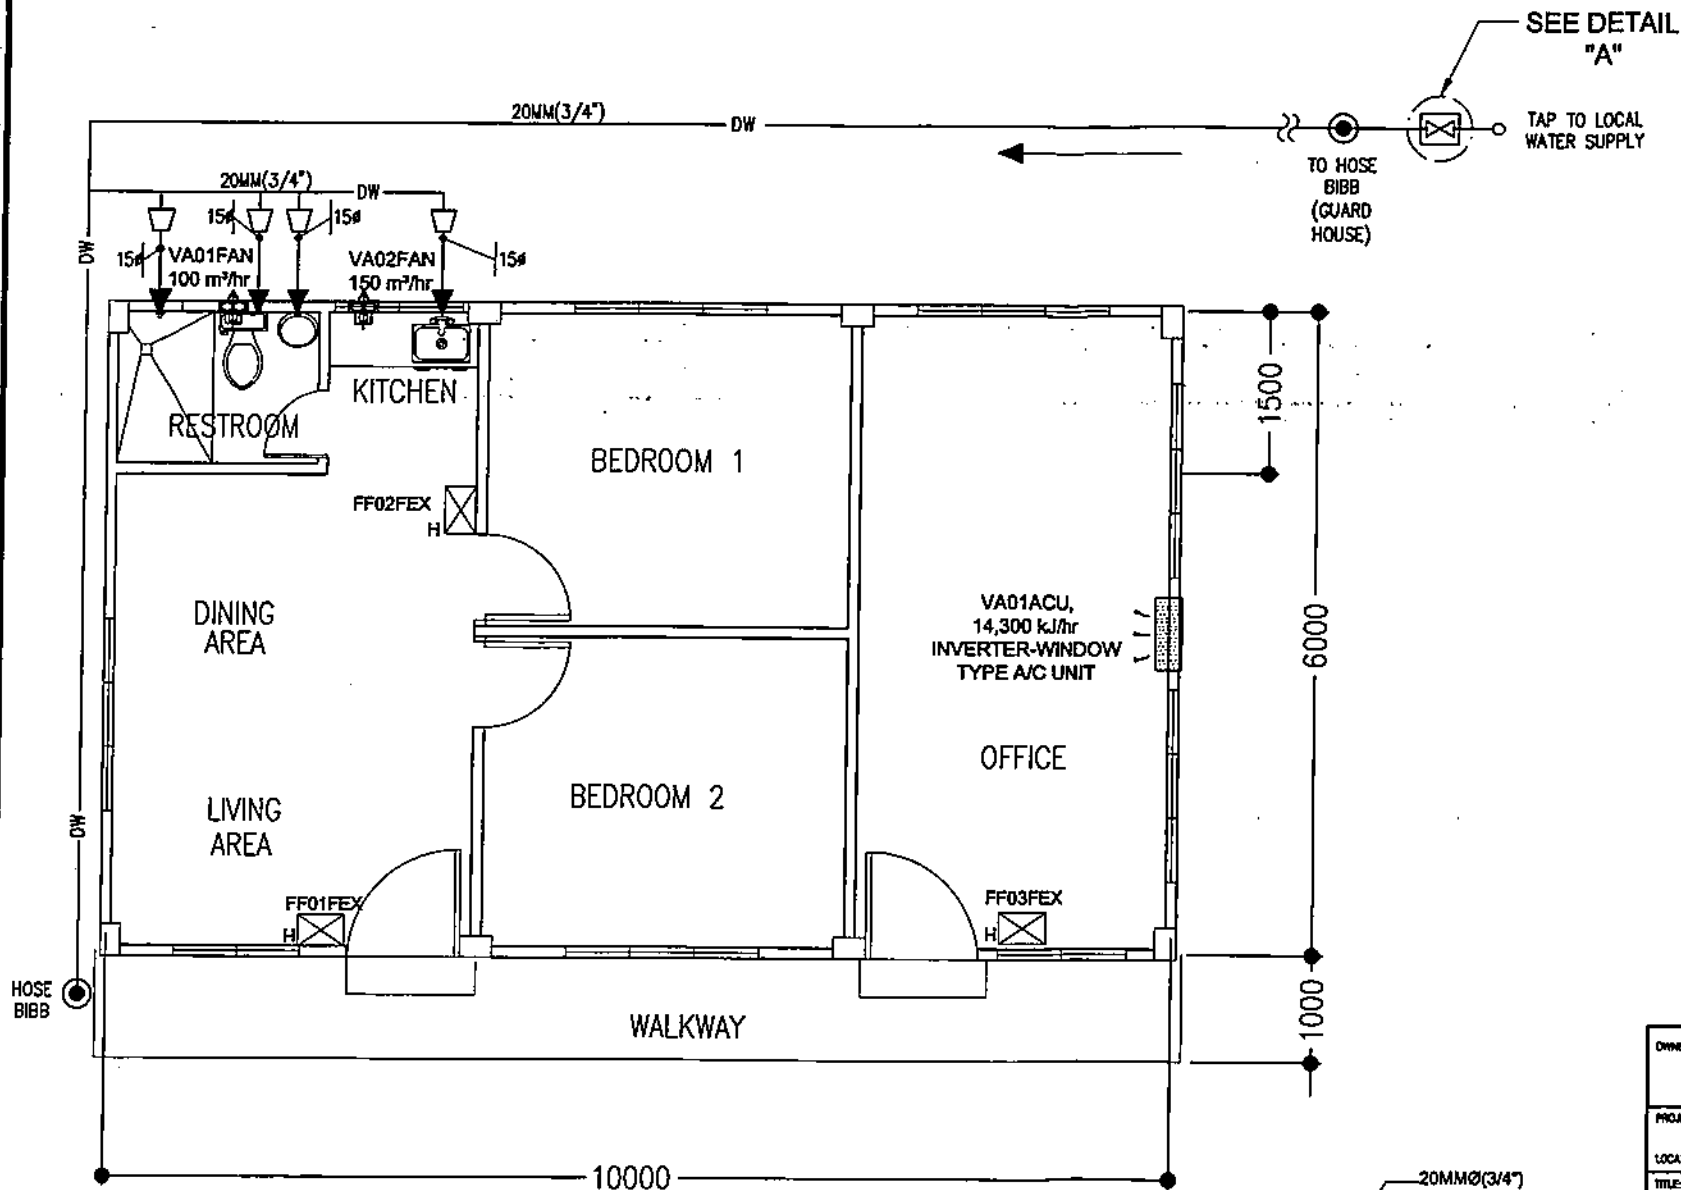 SEE DETAIL
"A"
20MM(3/4")
DW
TAP TO LOCAL
WATER SUPPLY
TO HOSE
BIBB
(GUARD
HOUSE)
20MM(3/4")
DW
15ø
15ø
DW
15ø
VA01FAN
100 m³/hr
VA02FAN
150 m³/hr
15ø
KITCHEN
RESTROOM
1500
BEDROOM 1
FF02FEX
H
DINING
AREA
VA01ACU,
14,300 kJ/hr
INVERTER-WINDOW
TYPE A/C UNIT
6000
OFFICE
BEDROOM 2
LIVING
AREA
DW
FF01FEX
H
FF03FEX
H
HOSE
BIBB
WALKWAY
1000
10000
20MMØ(3/4")
TITLE: